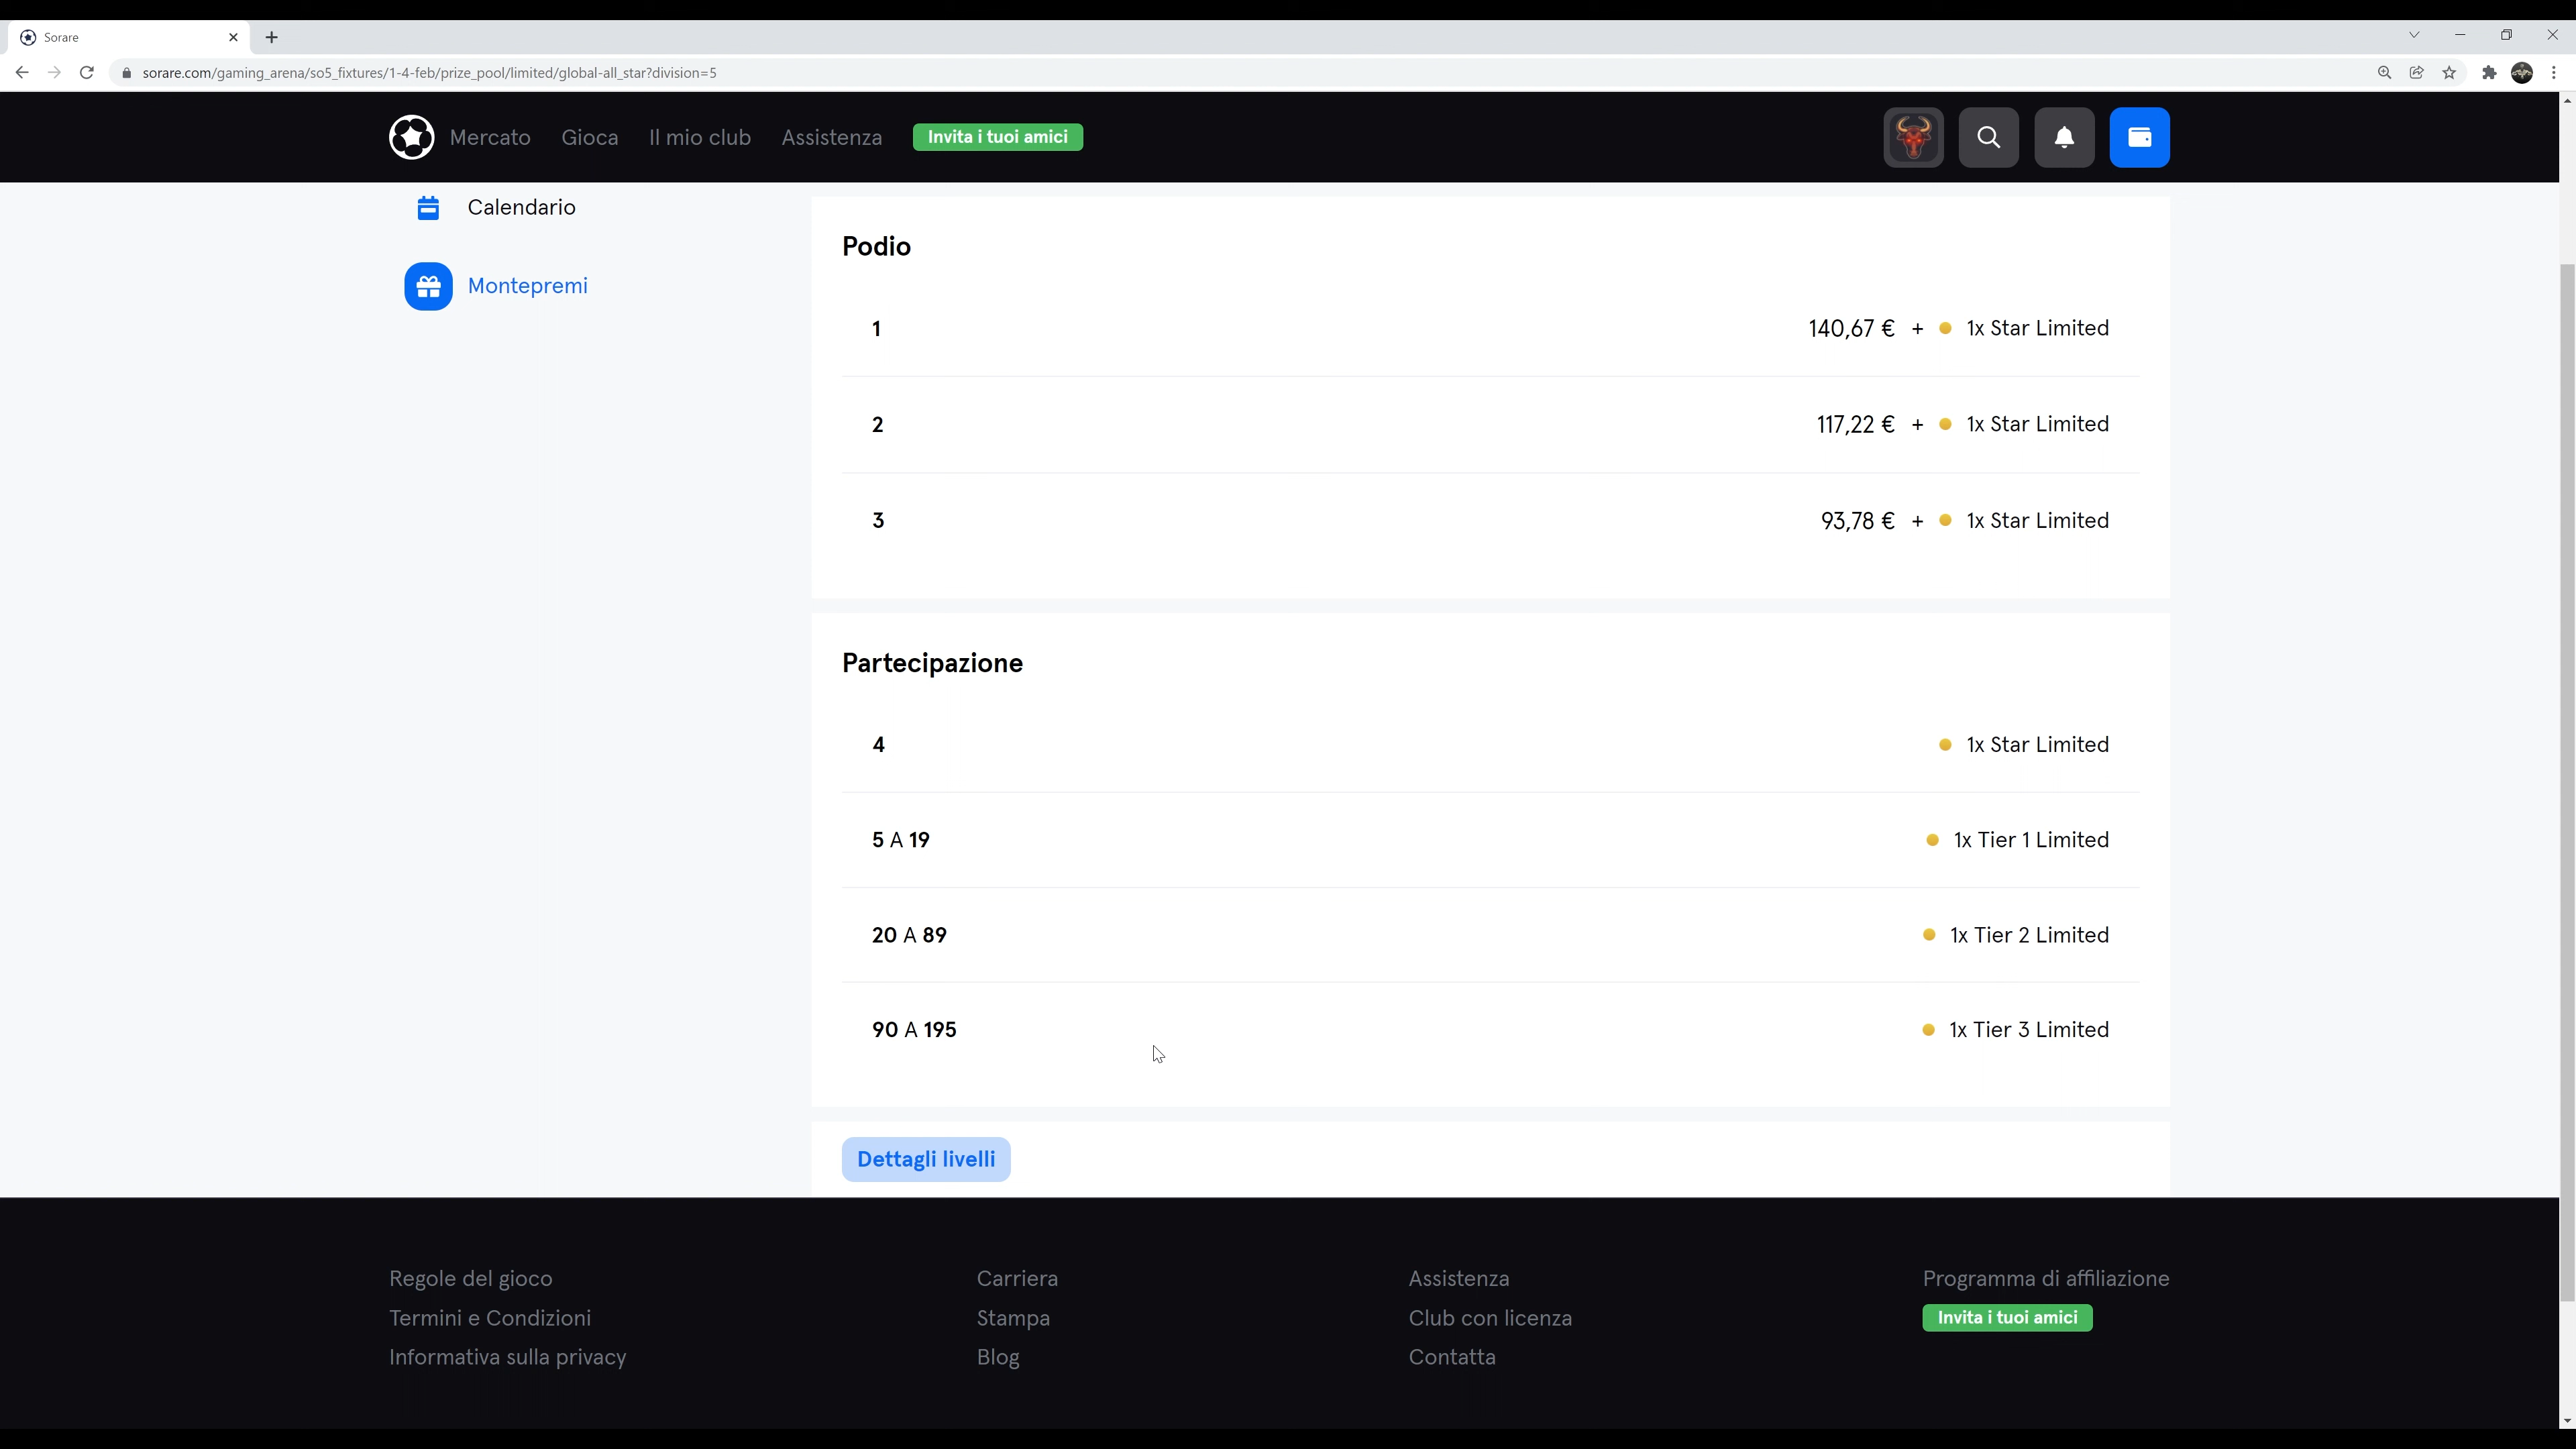 Sorare
sorare.com/gaming_arena/so5_fixtures/1-4-feb/prize_pool/limited/global-all_star?division=5
Mercato Gioca Il mio club Assistenza Invita i tuoi amici
Calendario
Montepremi
Podio
1 140,67 € + 1x Star Limited
2 117,22 € + 1x Star Limited
3 93,78 € + 1x Star Limited
Partecipazione
4 1x Star Limited
5 A 19 1x Tier 1 Limited
20 A 89 1x Tier 2 Limited
90 A 195 1x Tier 3 Limited
Dettagli livelli
Regole del gioco Carriera Assistenza Programma di affiliazione
Termini e Condizioni Stampa Club con licenza Invita i tuoi amici
Informativa sulla privacy Blog Contatta